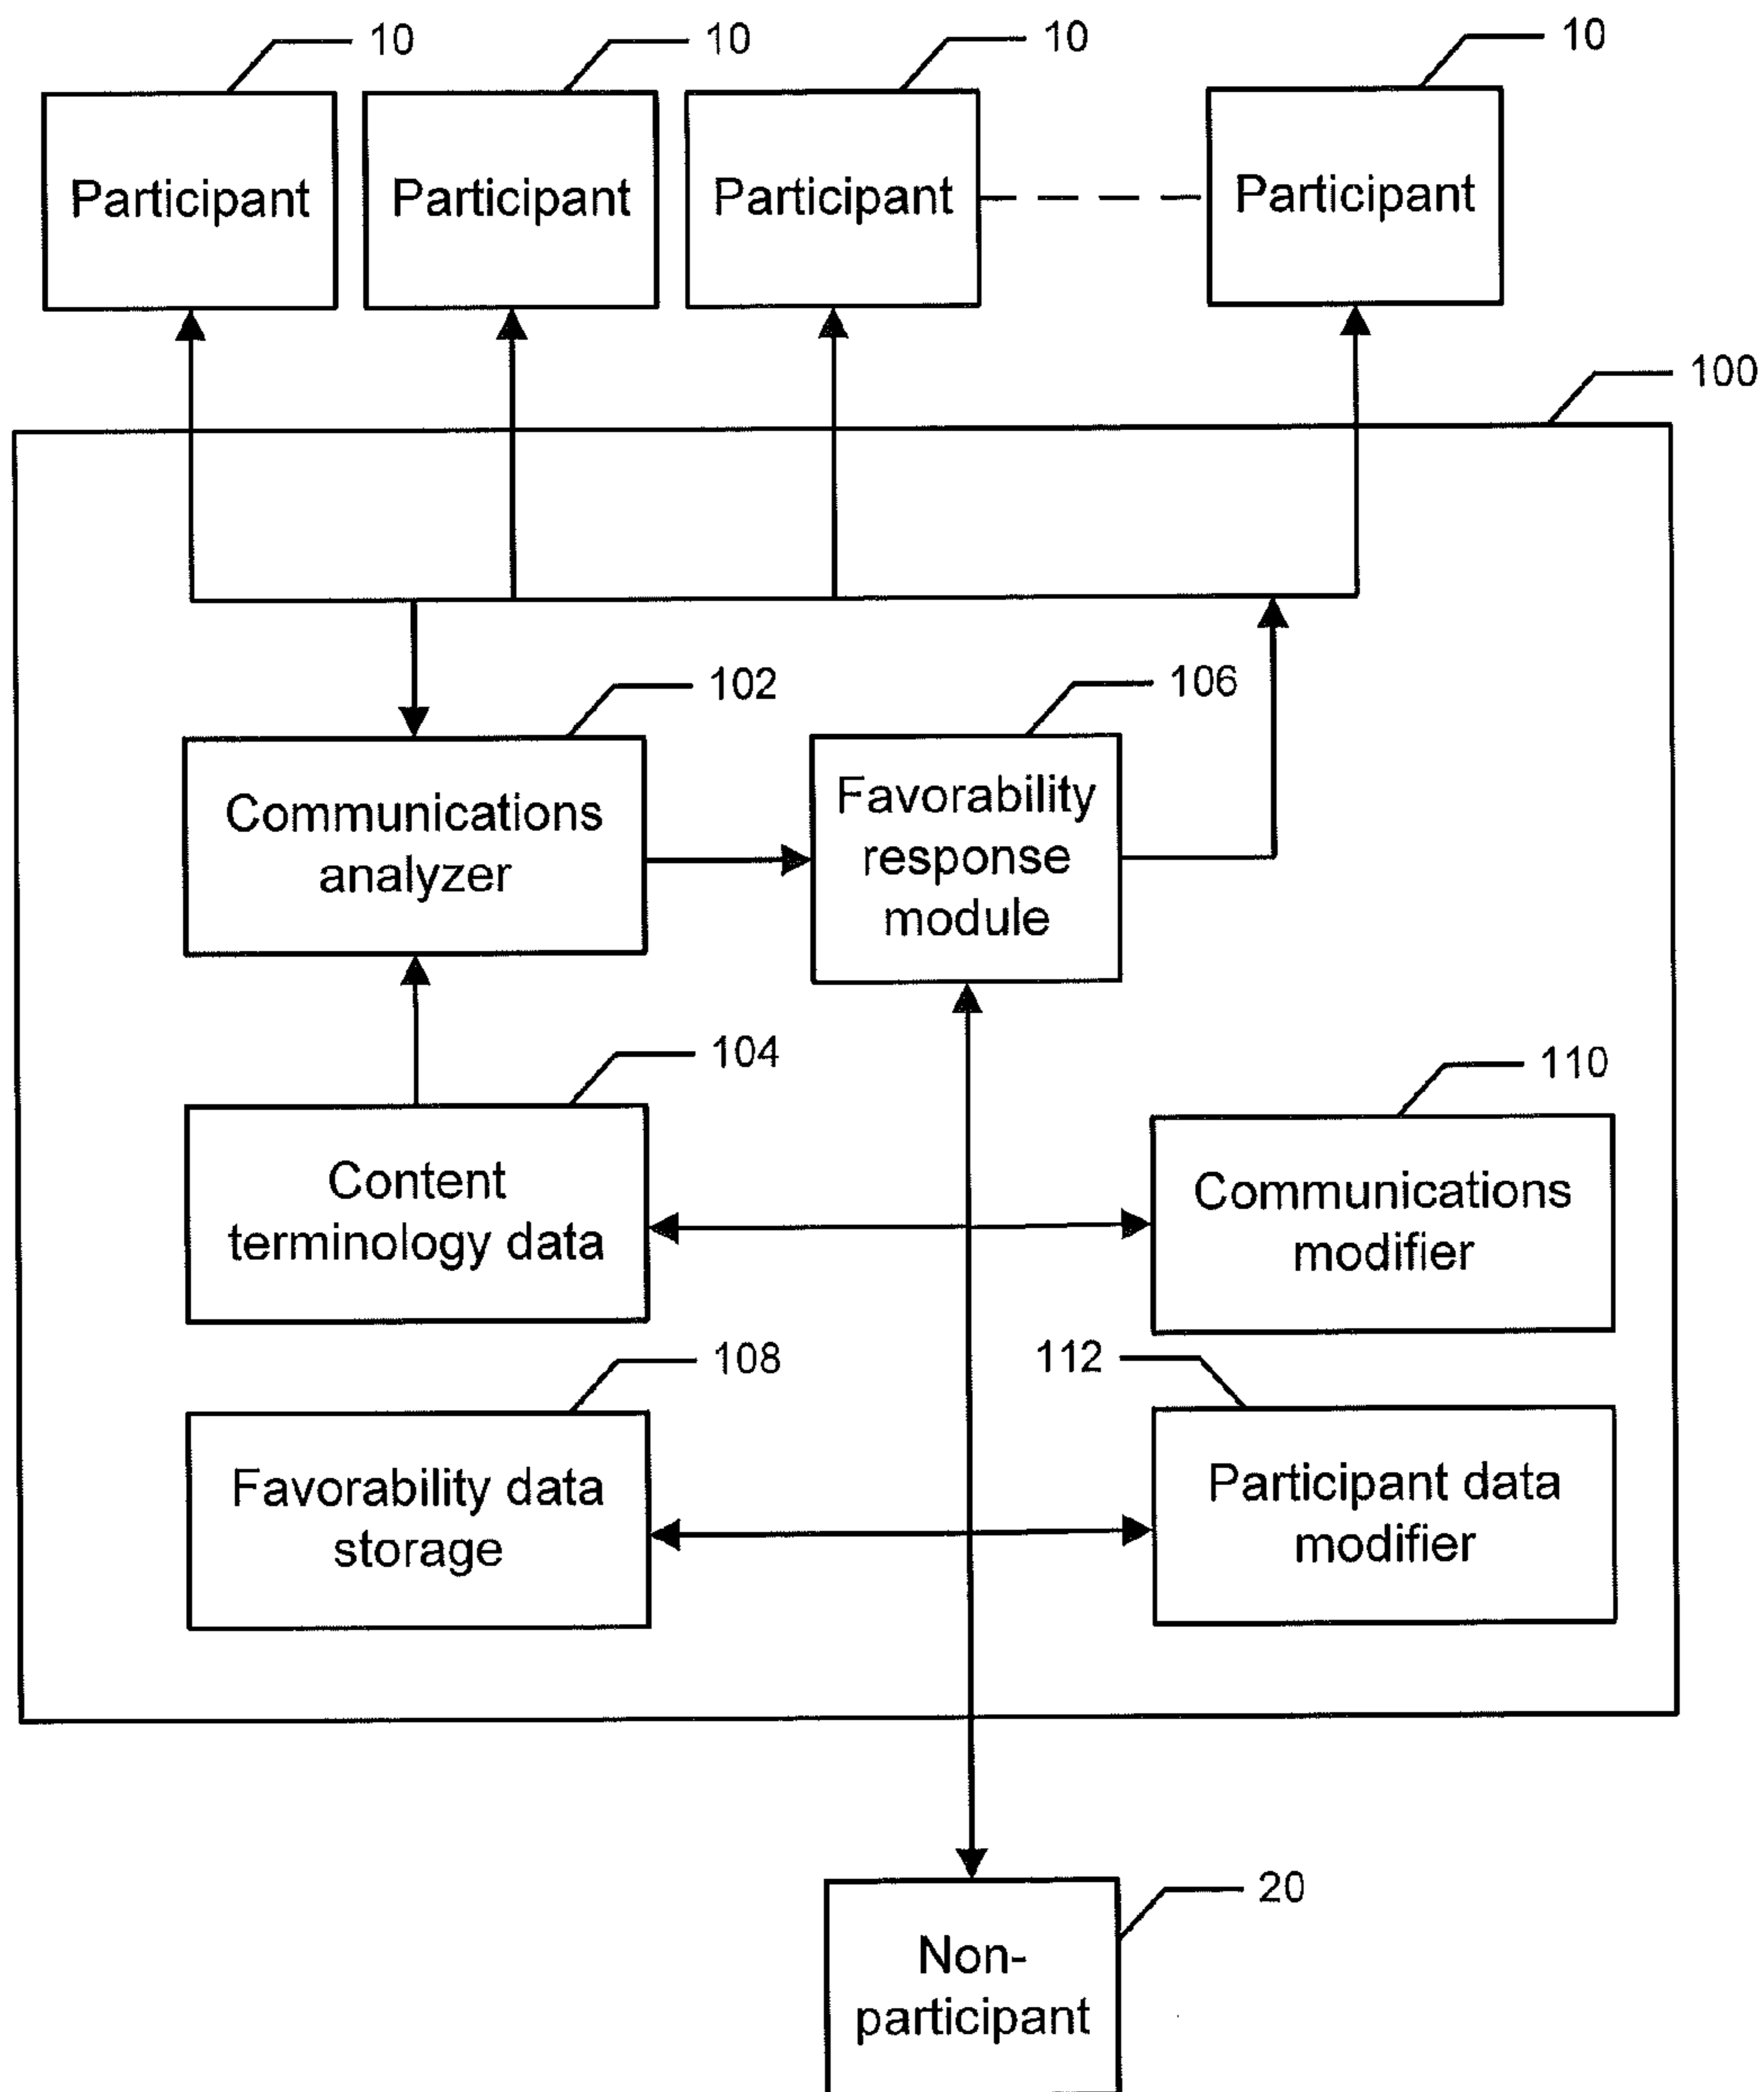 10
10
10
10
Participant
Participant
Participant
Participant
100
102
106
Communications
analyzer
Favorability
response
module
104
110
Content
terminology data
Communications
modifier
108
112
Favorability data
storage
Participant data
modifier
20
Non-
participant